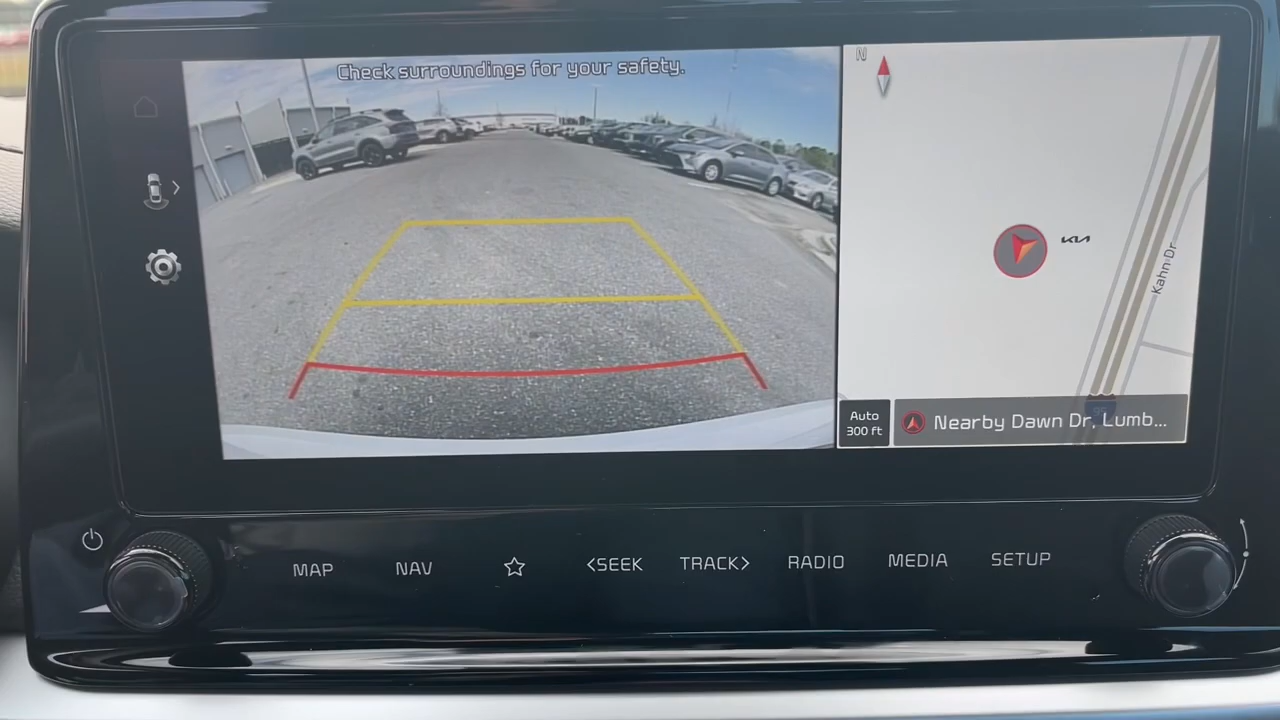 Check surroundings for your safety.
N
KIA
Kahn Dr
Auto
300 ft
Nearby Dawn Dr, Lumb...
MAP
NAV
<SEEK
TRACK>
RADIO
MEDIA
SETUP